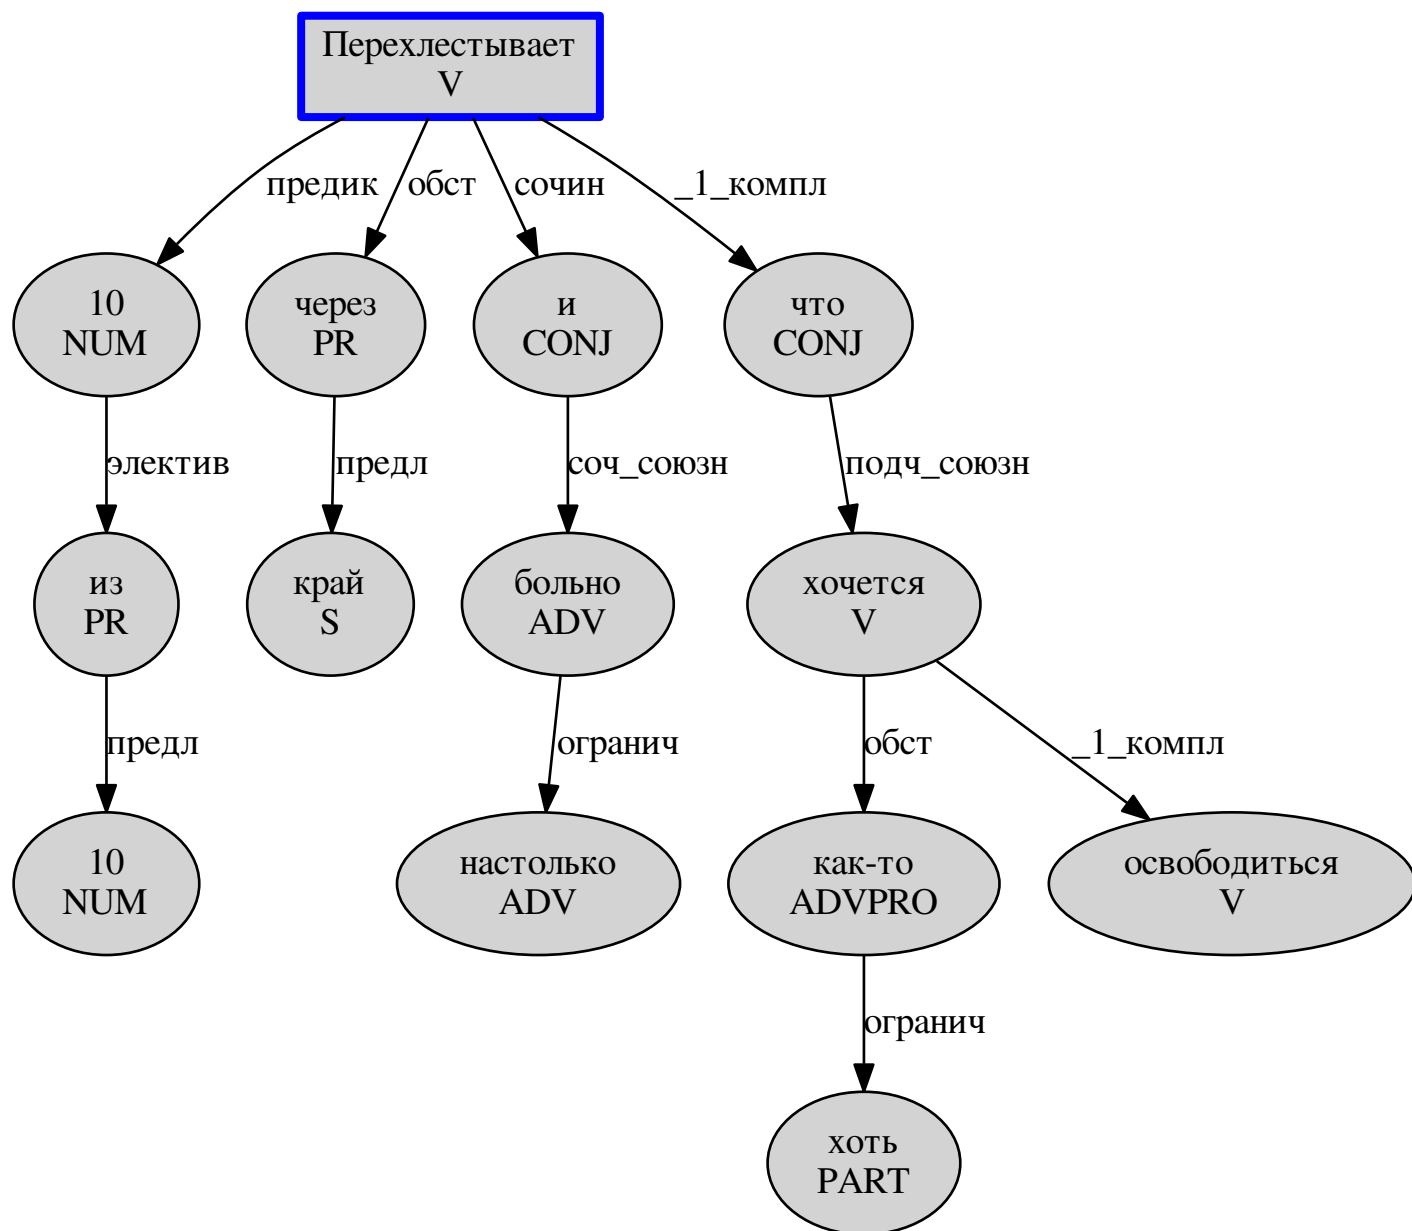 Перехлестывает
V
предик
обст
сочин
_1_компл
10
NUM
через
PR
и
CONJ
что
CONJ
электив
предл
соч_союзн
подч_союзн
из
PR
край
S
больно
ADV
хочется
V
предл
огранич
обст
_1_компл
10
NUM
настолько
ADV
как-то
ADVPRO
освободиться
V
огранич
хоть
PART